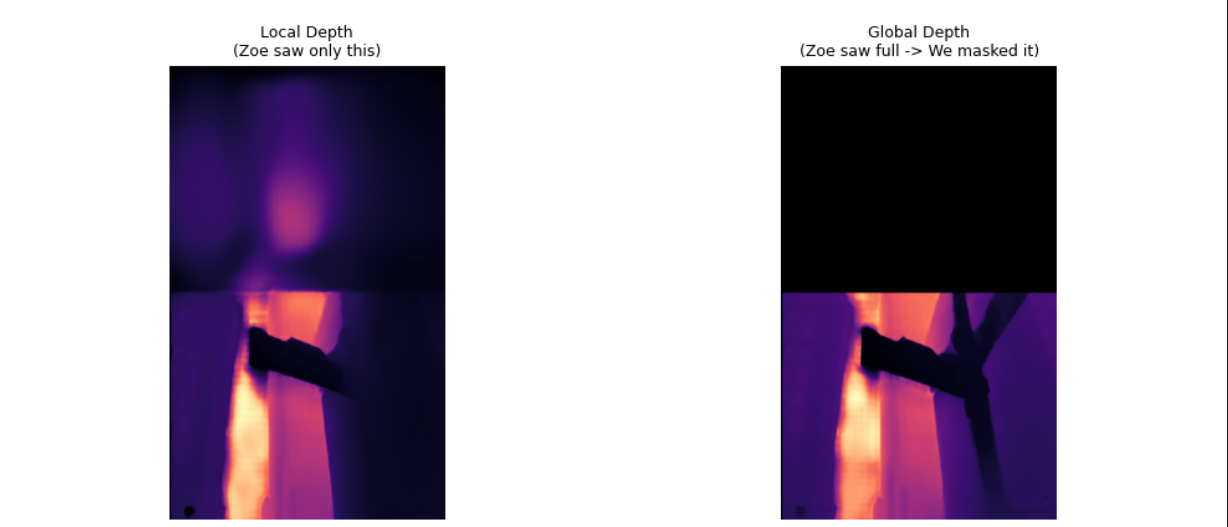 Local Depth
(Zoe saw only this)
Global Depth
(Zoe saw full -> We masked it)